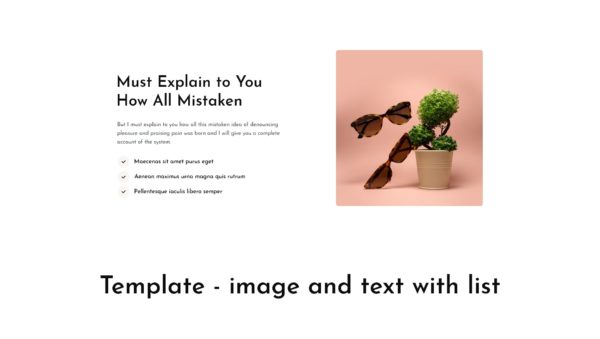 Must Explain to You
How All Mistaken
But I must explain to you how all this mistaken idea of denouncing
pleasure and praising pain was born and I will give you a complete
account of the system.
Maecenas sit amet purus eget
Aenean maximus urna magna quis rutrum
Pellentesque iaculis libero semper
Template - image and text with list